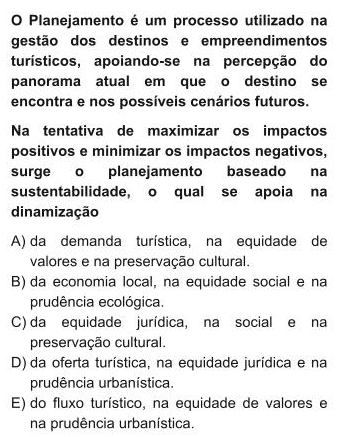 O Planejamento é um processo utilizado na
gestão dos destinos e empreendimentos
turísticos, apoiando-se na percepção do
panorama atual em que o destino se
encontra e nos possíveis cenários futuros.
Na tentativa de maximizar os impactos
positivos e minimizar os impactos negativos,
surge o planejamento baseado na
sustentabilidade, o qual se apoia na
dinamização
A) da demanda turística, na equidade de
valores e na preservação cultural.
B) da economia local, na equidade social e na
prudência ecológica.
C) da equidade jurídica, na social e na
preservação cultural.
D) da oferta turística, na equidade jurídica e na
prudência urbanística.
E) do fluxo turístico, na equidade de valores e
na prudência urbanística.